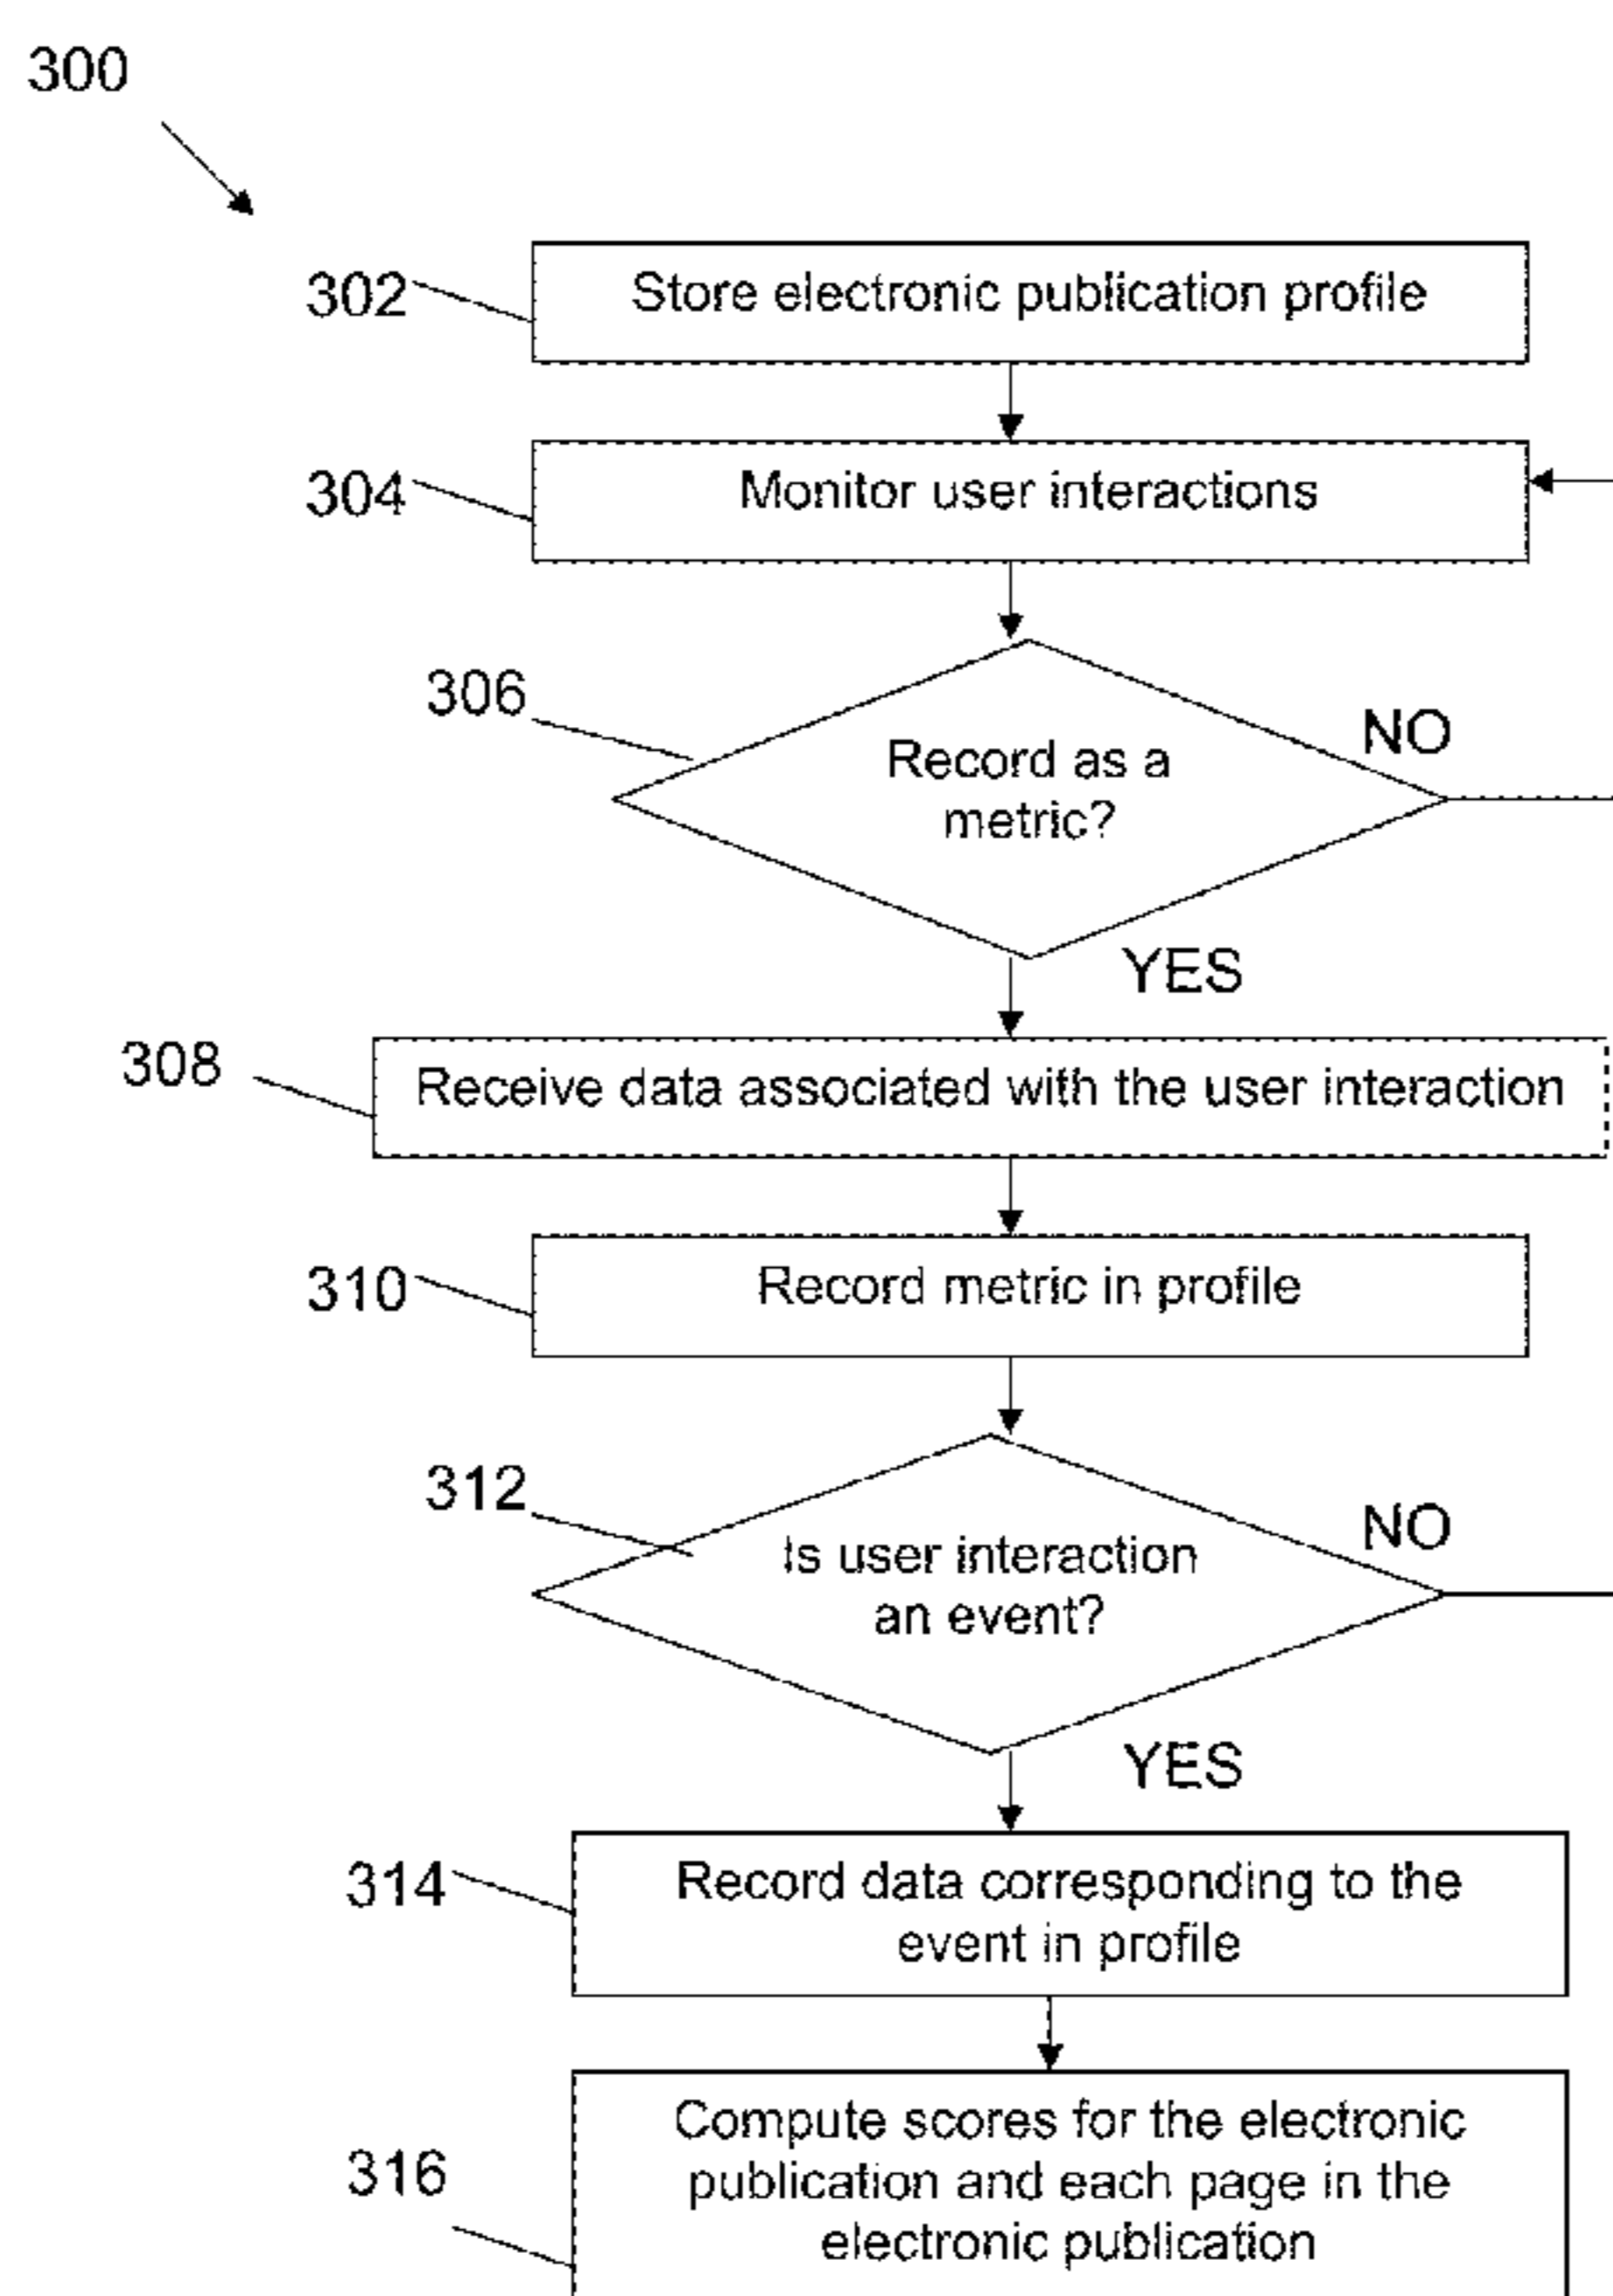 300
302
Store electronic publication profile
304
Monitor user interactions
306
Record as a
metric?
NO
YES
308
Receive data associated with the user interaction
310
Record metric in profile
312
Is user interaction
an event?
NO
YES
314
Record data corresponding to the
event in profile
316
Compute scores for the electronic
publication and each page in the
electronic publication